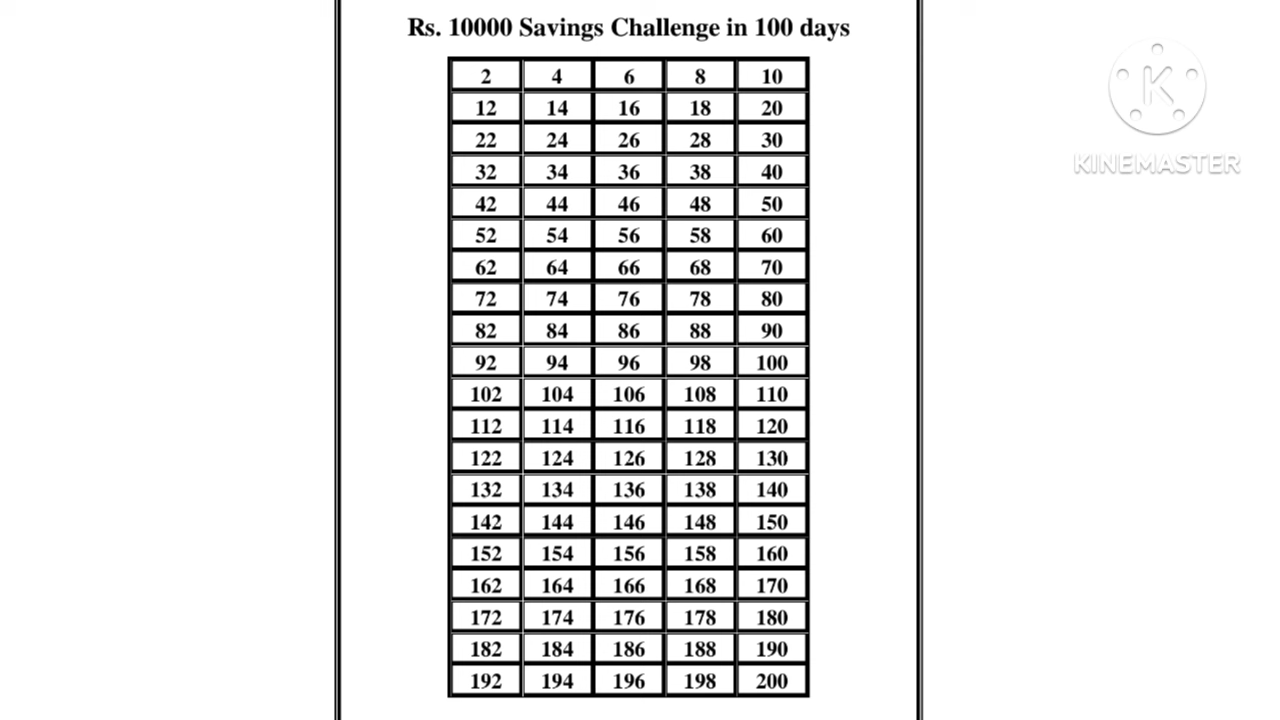 Rs. 10000 Savings Challenge in 100 days
2 4 6 8 10
12 14 16 18 20
22 24 26 28 30
32 34 36 38 40
42 44 46 48 50
52 54 56 58 60
62 64 66 68 70
72 74 76 78 80
82 84 86 88 90
92 94 96 98 100
102 104 106 108 110
112 114 116 118 120
122 124 126 128 130
132 134 136 138 140
142 144 146 148 150
152 154 156 158 160
162 164 166 168 170
172 174 176 178 180
182 184 186 188 190
192 194 196 198 200
K
KINEMASTER